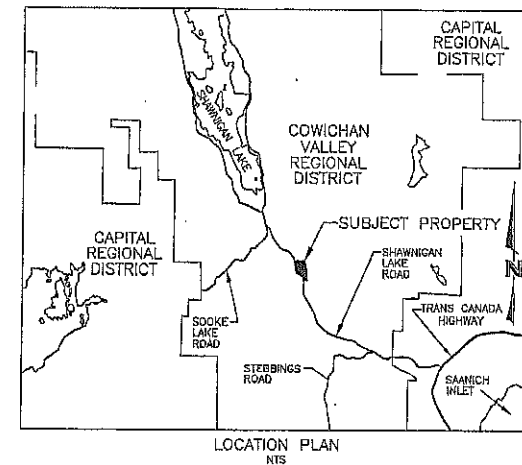 CAPITAL
REGIONAL
DISTRICT
SHAWNIGAN LAKE
COWICHAN
VALLEY
REGIONAL
DISTRICT
SUBJECT PROPERTY
CAPITAL
REGIONAL
DISTRICT
SHAWNIGAN
LAKE
ROAD
N
SOOKE
LAKE
ROAD
TRANS CANADA
HIGHWAY
STEBBINGS
ROAD
SAANICH
INLET
LOCATION PLAN
NTS